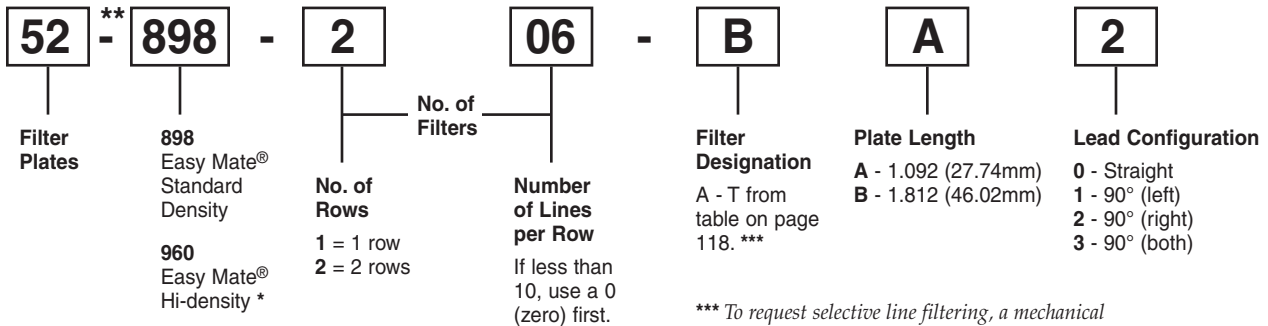 52 -** 898 - 2 06 - B A 2
No. of
Filters
Filter
Plates
898
Easy Mate®
Standard
Density
960
Easy Mate®
Hi-density *
No. of
Rows
1 = 1 row
2 = 2 rows
Number
of Lines
per Row
If less than
10, use a 0
(zero) first.
Filter
Designation
A - T from
table on page
118. ***
Plate Length
A - 1.092 (27.74mm)
B - 1.812 (46.02mm)
Lead Configuration
0 - Straight
1 - 90° (left)
2 - 90° (right)
3 - 90° (both)
*** To request selective line filtering, a mechanical